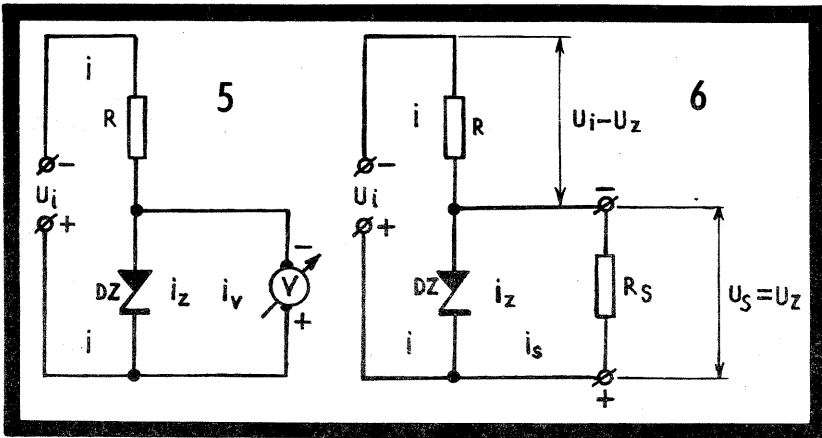 5
i
R
−
Ui
+
DZ
iz
iv
−
V
+
i
6
i
R
Ui−Uz
−
Ui
+
−
DZ
iz
RS
US=UZ
i
is
+